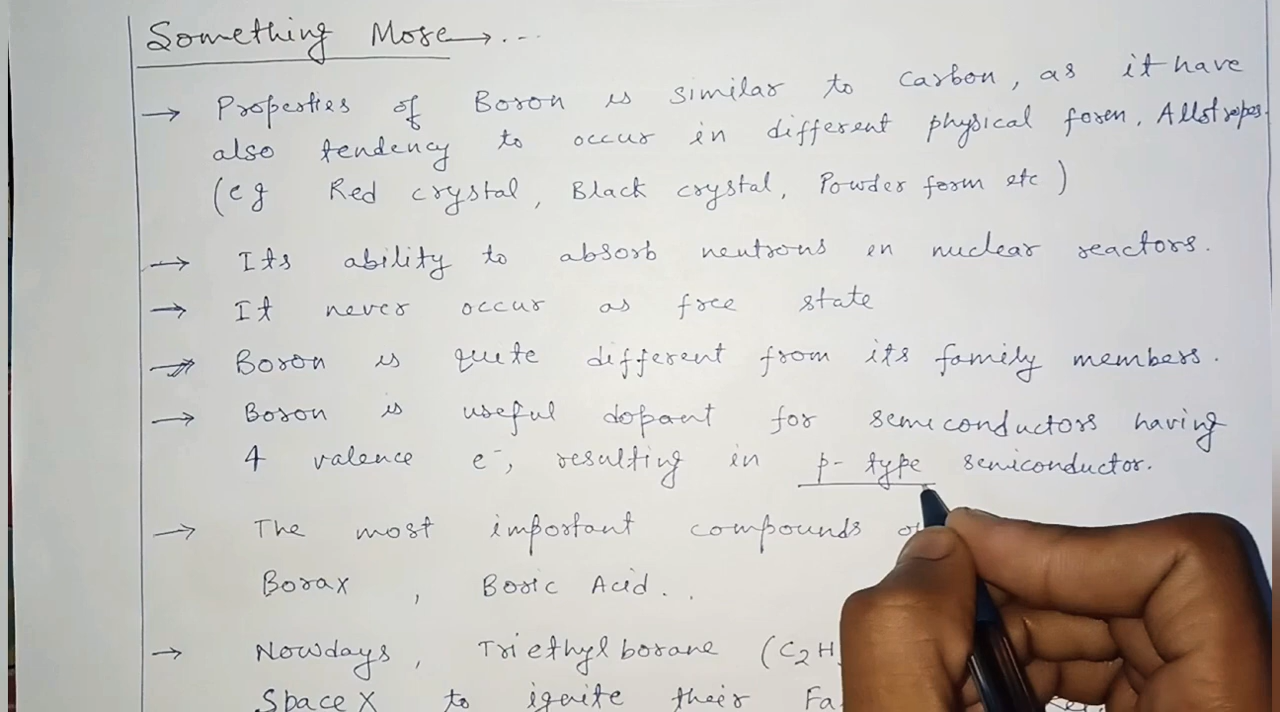 Something More → ...
→ Properties of Boron is similar to carbon, as it have
also tendency to occur in different physical form. Allotropes.
(eg Red crystal, Black crystal, Powder form etc)
→ Its ability to absorb neutrons in nuclear reactors.
→ It never occur as free state
→ Boron is quite different from its family members.
→ Boron is useful dopant for semiconductors having
4 valence e⁻, resulting in p-type semiconductor.
→ The most important compounds
Borax, Boric Acid..
→ Nowdays, Triethylborane (C2H
SpaceX to ignite their Fa